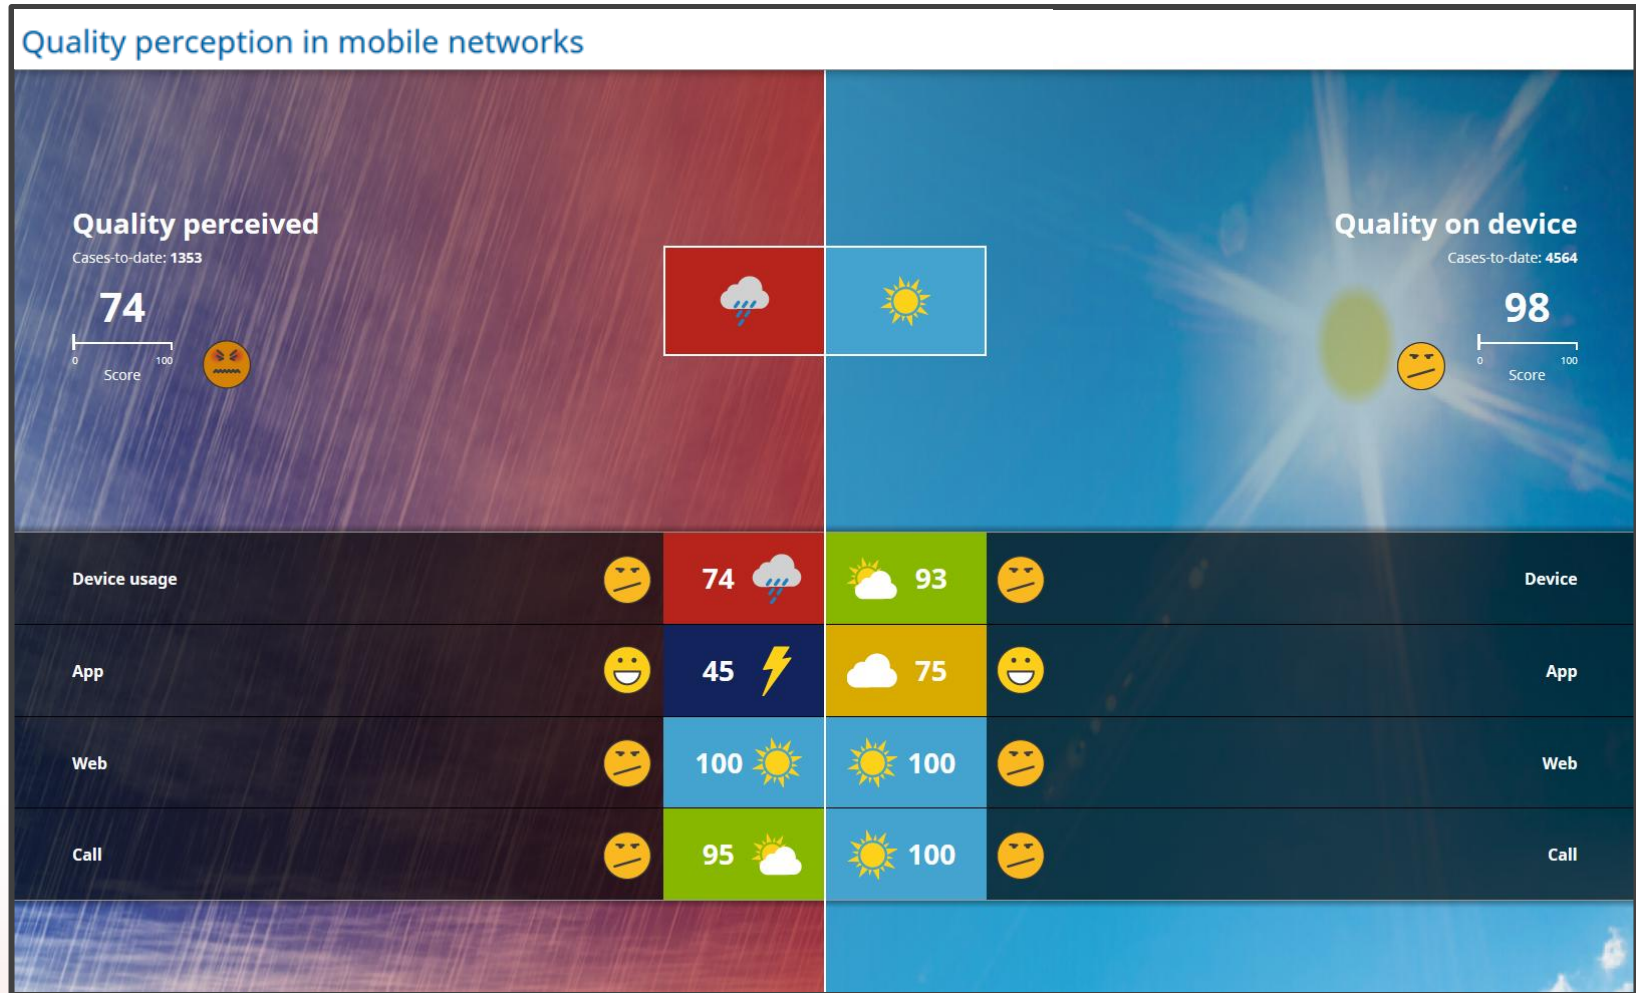 Quality perception in mobile networks
Quality perceived
Cases-to-date: 1353
74
0 100
Score
Quality on device
Cases-to-date: 4564
98
0 100
Score
Device usage 74 93 Device
App 45 75 App
Web 100 100 Web
Call 95 100 Call